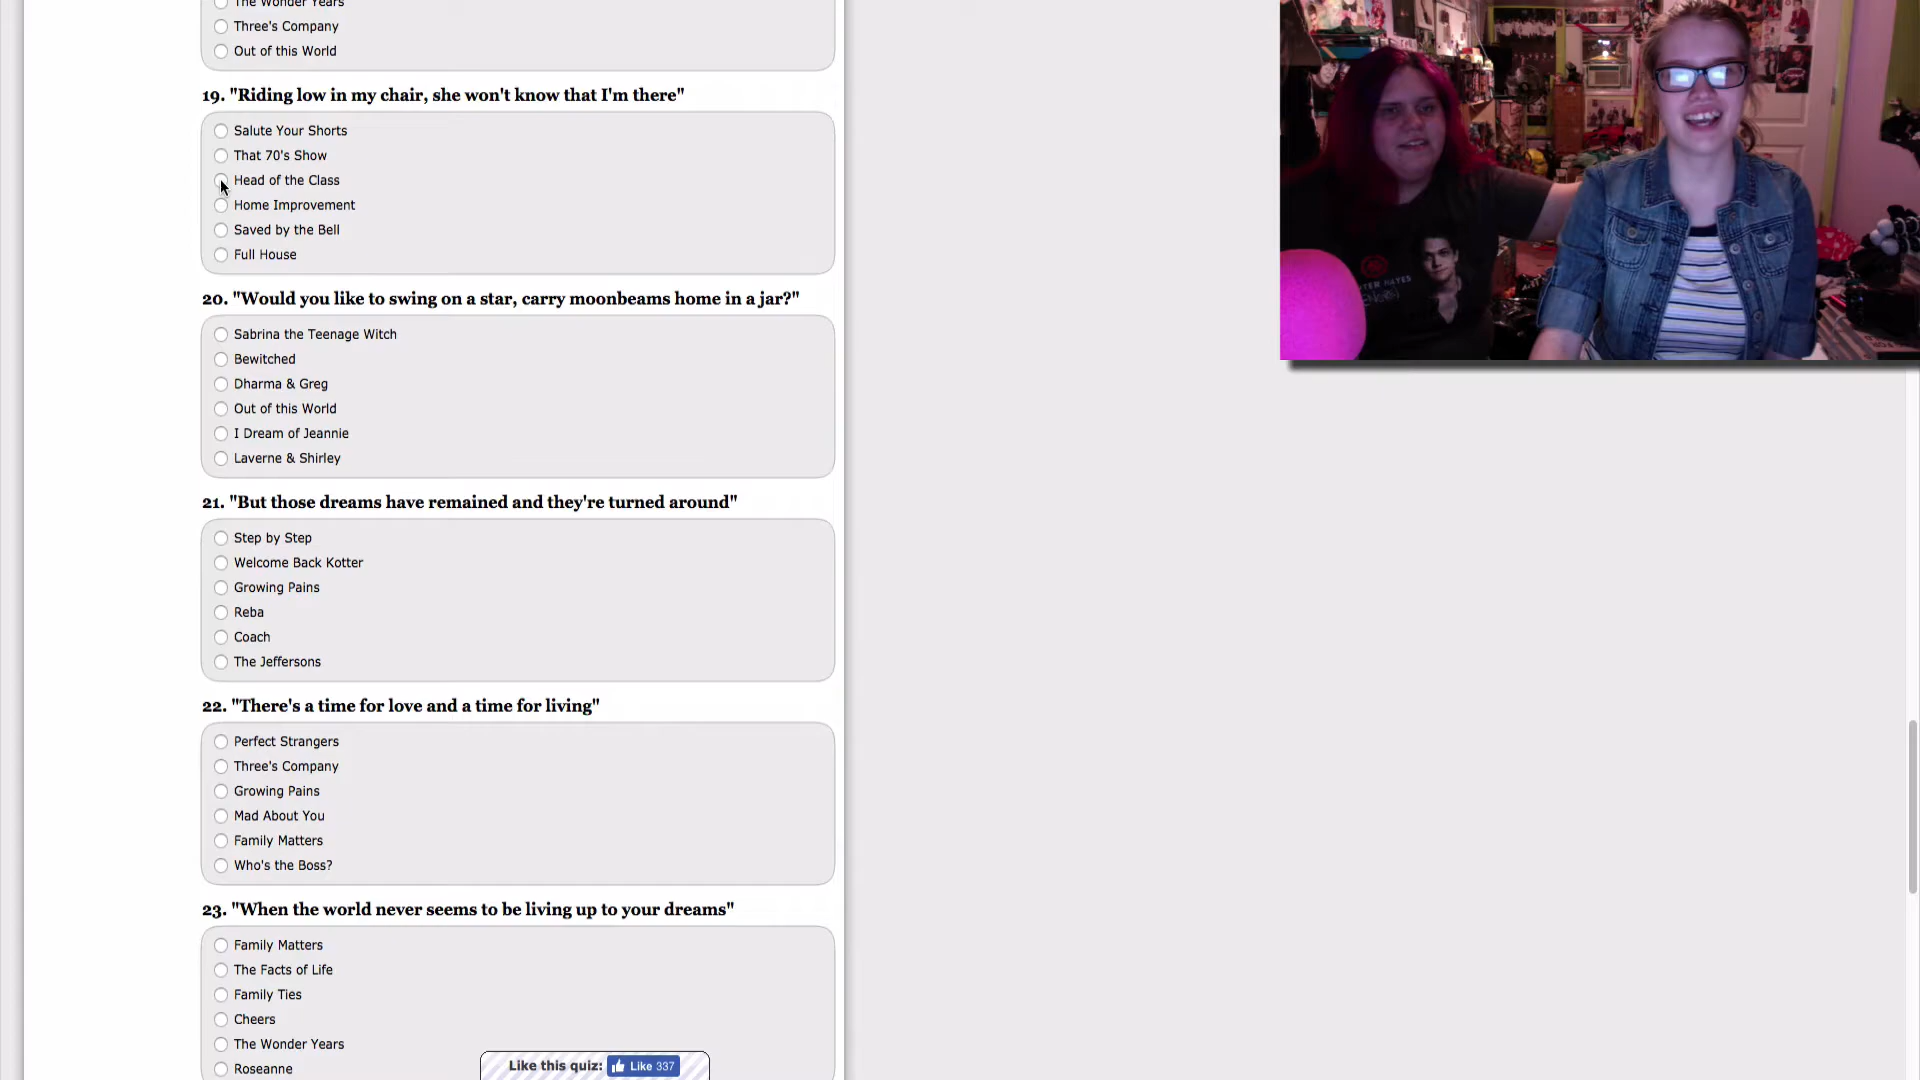 The Wonder Years
Three's Company
Out of this World
19. "Riding low in my chair, she won't know that I'm there"
Salute Your Shorts
That 70's Show
Head of the Class
Home Improvement
Saved by the Bell
Full House
20. "Would you like to swing on a star, carry moonbeams home in a jar?"
Sabrina the Teenage Witch
Bewitched
Dharma & Greg
Out of this World
I Dream of Jeannie
Laverne & Shirley
21. "But those dreams have remained and they're turned around"
Step by Step
Welcome Back Kotter
Growing Pains
Reba
Coach
The Jeffersons
22. "There's a time for love and a time for living"
Perfect Strangers
Three's Company
Growing Pains
Mad About You
Family Matters
Who's the Boss?
23. "When the world never seems to be living up to your dreams"
Family Matters
The Facts of Life
Family Ties
Cheers
The Wonder Years
Roseanne
Like this quiz: Like 337